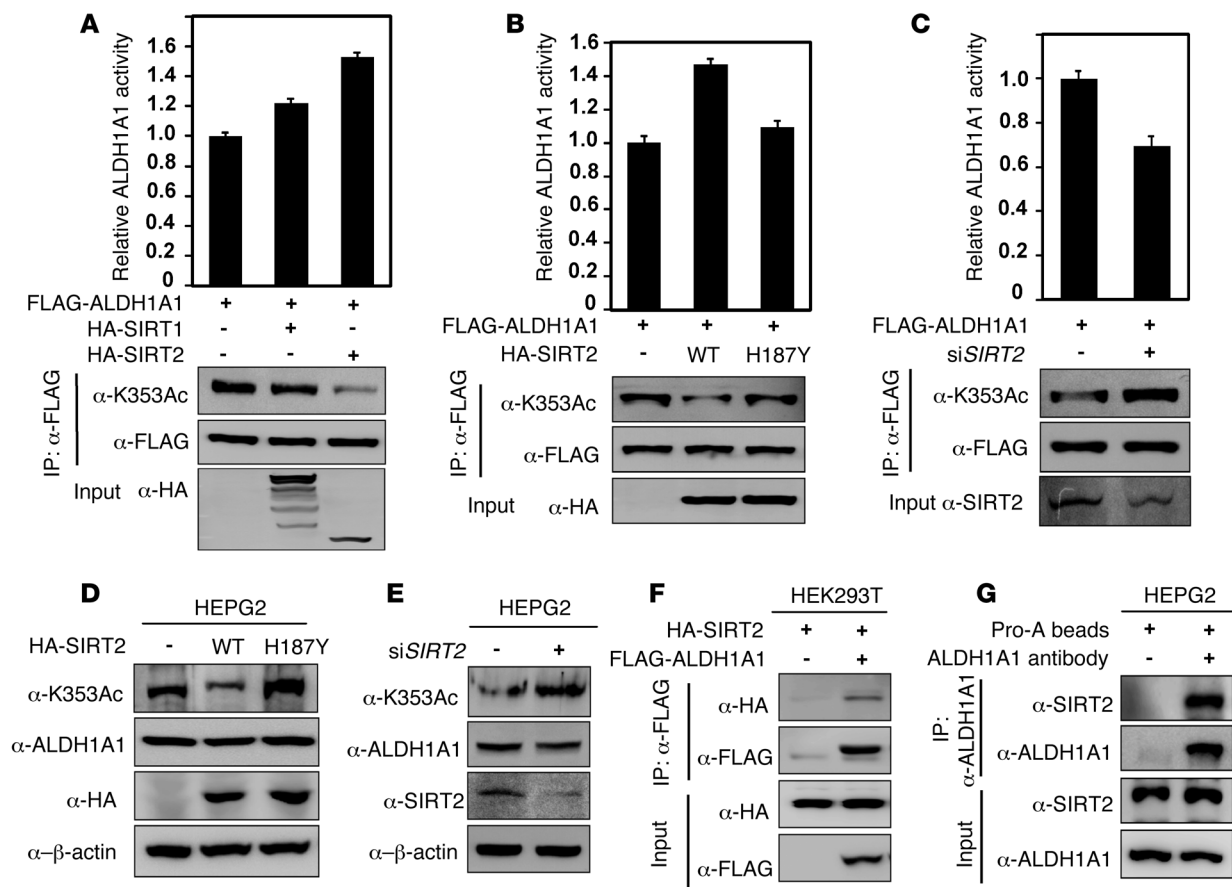 A
Relative ALDH1A1 activity
1.6
1.4
1.2
1.0
0.8
0.6
0.4
0.2
0
FLAG-ALDH1A1 + + +
HA-SIRT1 - + -
HA-SIRT2 - - +
IP: α-FLAG
α-K353Ac
α-FLAG
Input α-HA
B
Relative ALDH1A1 activity
1.6
1.4
1.2
1.0
0.8
0.6
0.4
0.2
0
FLAG-ALDH1A1 + + +
HA-SIRT2 - WT H187Y
IP: α-FLAG
α-K353Ac
α-FLAG
Input α-HA
C
Relative ALDH1A1 activity
1.0
0.8
0.6
0.4
0.2
0
FLAG-ALDH1A1 + +
siSIRT2 - +
IP: α-FLAG
α-K353Ac
α-FLAG
Input α-SIRT2
D
HEPG2
HA-SIRT2 - WT H187Y
α-K353Ac
α-ALDH1A1
α-HA
α–β-actin
E
HEPG2
siSIRT2 - +
α-K353Ac
α-ALDH1A1
α-SIRT2
α–β-actin
F
HEK293T
HA-SIRT2 + +
FLAG-ALDH1A1 - +
IP: α-FLAG
α-HA
α-FLAG
Input
α-HA
α-FLAG
G
HEPG2
Pro-A beads + +
ALDH1A1 antibody - +
IP:
α-ALDH1A1
α-SIRT2
α-ALDH1A1
Input
α-SIRT2
α-ALDH1A1